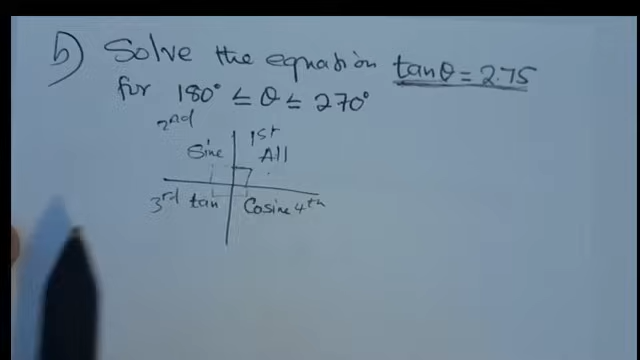 b) Solve the equation tanθ = 2.75
for 180° ≤ θ ≤ 270°
2nd 1st
Sine All
3rd tan Cosine 4th